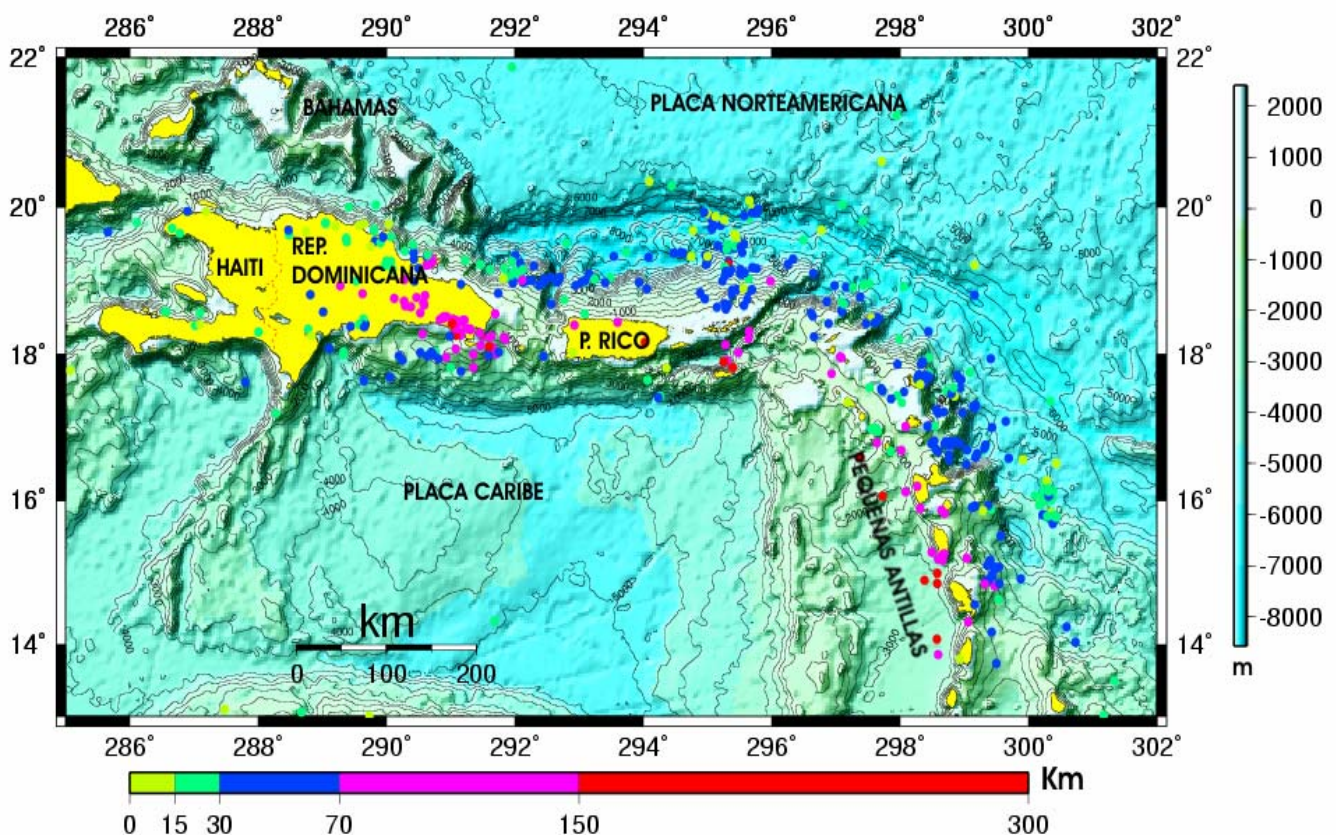 286° 288° 290° 292° 294° 296° 298° 300° 302°
22° 22°
BAHAMAS
PLACA NORTEAMERICANA
2000
1000
0
-1000
-2000
-3000
-4000
-5000
-6000
-7000
-8000
m
20° 20°
HAITI
REP.
DOMINICANA
P. RICO
18° 18°
PLACA CARIBE
PEQUENAS ANTILLAS
16° 16°
km
0 100 200
14° 14°
286° 288° 290° 292° 294° 296° 298° 300° 302°
Km
0 15 30 70 150 300